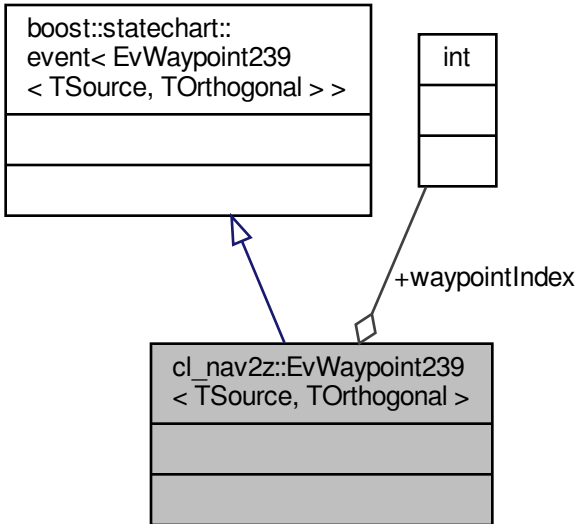 boost::statechart::
event< EvWaypoint239
< TSource, TOrthogonal > >
int
+waypointIndex
cl_nav2z::EvWaypoint239
< TSource, TOrthogonal >